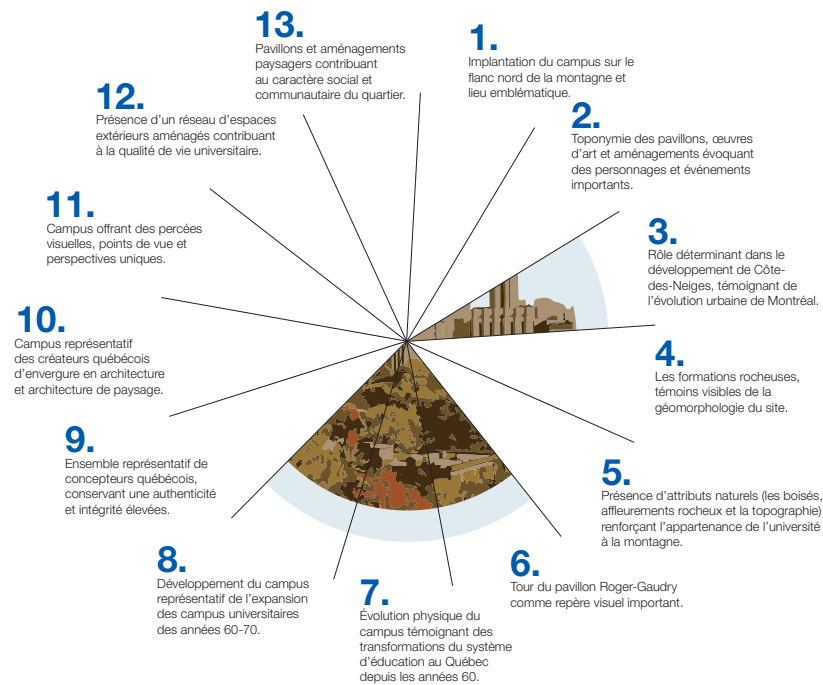 1.
Implantation du campus sur le
flanc nord de la montagne et
lieu emblématique.
2.
Toponymie des pavillons, œuvres
d'art et aménagements évoquant
des personnages et événements
importants.
3.
Rôle déterminant dans le
développement de Côte-
des-Neiges, témoignant de
l'évolution urbaine de Montréal.
4.
Les formations rocheuses,
témoins visibles de la
géomorphologie du site.
5.
Présence d'attributs naturels (les boisés,
affleurements rocheux et la topographie)
renforçant l'appartenance de l'université
à la montagne.
6.
Tour du pavillon Roger-Gaudry
comme repère visuel important.
7.
Évolution physique du
campus témoignant des
transformations du système
d'éducation au Québec
depuis les années 60.
8.
Développement du campus
représentatif de l'expansion
des campus universitaires
des années 60-70.
9.
Ensemble représentatif de
concepteurs québécois,
conservant une authenticité
et intégrité élevées.
10.
Campus représentatif
des créateurs québécois
d'envergure en architecture
et architecture de paysage.
11.
Campus offrant des percées
visuelles, points de vue et
perspectives uniques.
12.
Présence d'un réseau d'espaces
extérieurs aménagés contribuant
à la qualité de vie universitaire.
13.
Pavillons et aménagements
paysagers contribuant
au caractère social et
communautaire du quartier.